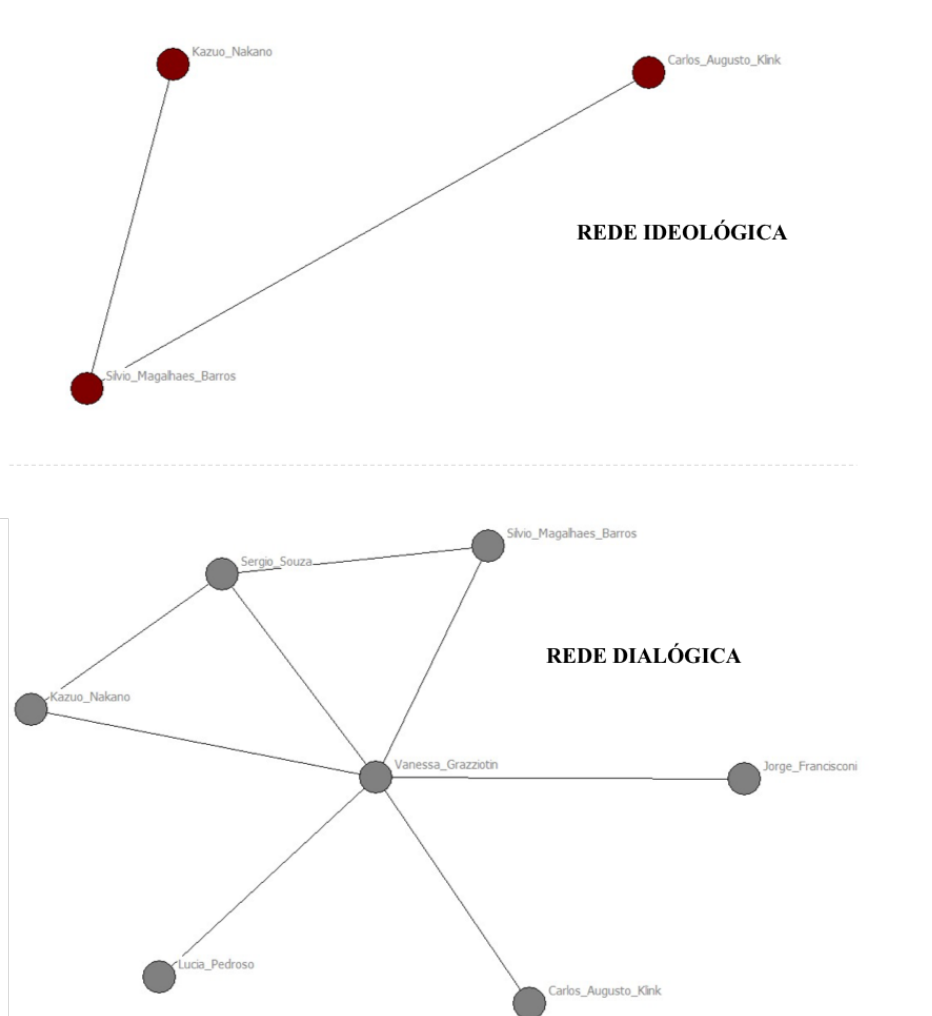 Kazuo_Nakano
Carlos_Augusto_Klink
REDE IDEOLÓGICA
Silvio_Magalhaes_Barros
Silvio_Magalhaes_Barros
Sergio_Souza
REDE DIALÓGICA
Kazuo_Nakano
Vanessa_Grazziotin
Jorge_Francisconi
Lucia_Pedroso
Carlos_Augusto_Klink